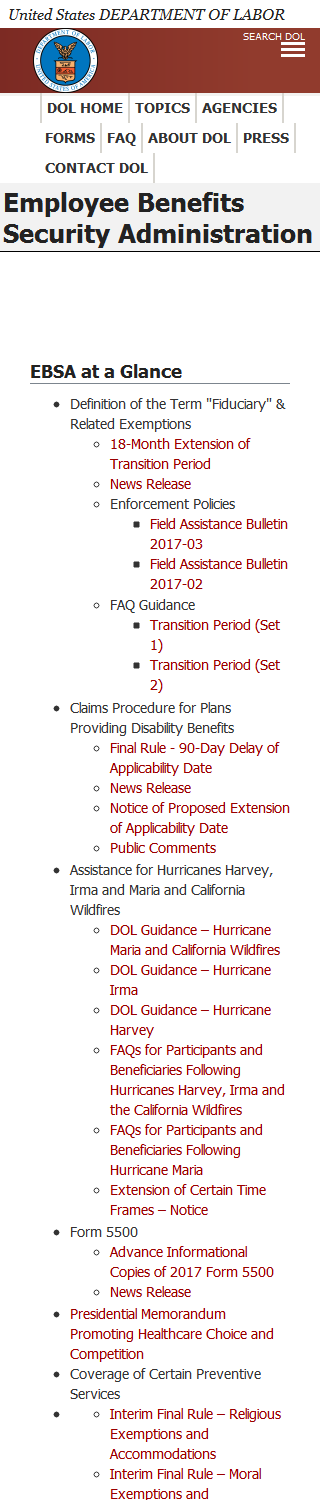 United States DEPARTMENT OF LABOR
SEARCH DOL
DOL HOME TOPICS AGENCIES
FORMS FAQ ABOUT DOL PRESS
CONTACT DOL
Employee Benefits
Security Administration
EBSA at a Glance
Definition of the Term "Fiduciary" &
Related Exemptions
18-Month Extension of
Transition Period
News Release
Enforcement Policies
Field Assistance Bulletin
2017-03
Field Assistance Bulletin
2017-02
FAQ Guidance
Transition Period (Set
1)
Transition Period (Set
2)
Claims Procedure for Plans
Providing Disability Benefits
Final Rule - 90-Day Delay of
Applicability Date
News Release
Notice of Proposed Extension
of Applicability Date
Public Comments
Assistance for Hurricanes Harvey,
Irma and Maria and California
Wildfires
DOL Guidance – Hurricane
Maria and California Wildfires
DOL Guidance – Hurricane
Irma
DOL Guidance – Hurricane
Harvey
FAQs for Participants and
Beneficiaries Following
Hurricanes Harvey, Irma and
the California Wildfires
FAQs for Participants and
Beneficiaries Following
Hurricane Maria
Extension of Certain Time
Frames – Notice
Form 5500
Advance Informational
Copies of 2017 Form 5500
News Release
Presidential Memorandum
Promoting Healthcare Choice and
Competition
Coverage of Certain Preventive
Services
Interim Final Rule – Religious
Exemptions and
Accommodations
Interim Final Rule – Moral
Exemptions and